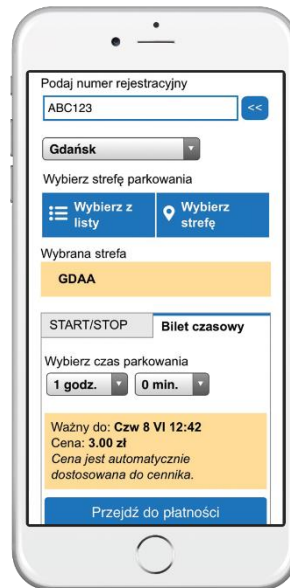 Podaj numer rejestracyjny
ABC123 <<
Gdańsk
Wybierz strefę parkowania
Wybierz z listy
Wybierz strefę
Wybrana strefa
GDAA
START/STOP Bilet czasowy
Wybierz czas parkowania
1 godz. 0 min.
Ważny do: Czw 8 VI 12:42
Cena: 3.00 zł
Cena jest automatycznie
dostosowana do cennika.
Przejdź do płatności